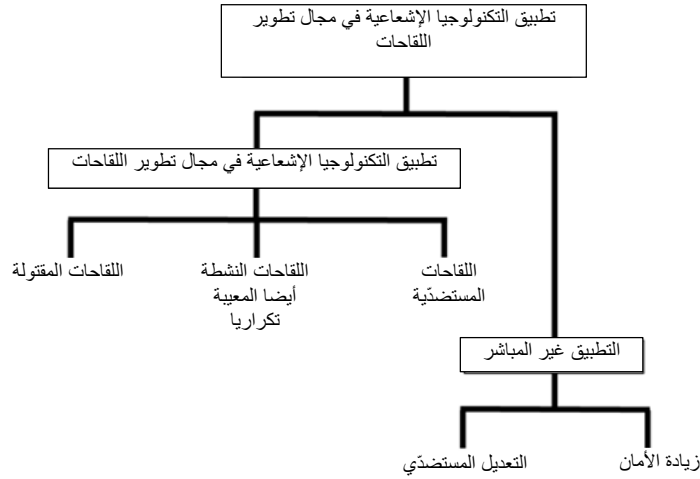 تطبيق التكنولوجيا الإشعاعية في مجال تطوير
اللقاحات
تطبيق التكنولوجيا الإشعاعية في مجال تطوير اللقاحات
اللقاحات
المستضدّية
اللقاحات النشطة
أيضا المعيبة
تكراريا
اللقاحات المقتولة
التطبيق غير المباشر
زيادة الأمان
التعديل المستضدّي